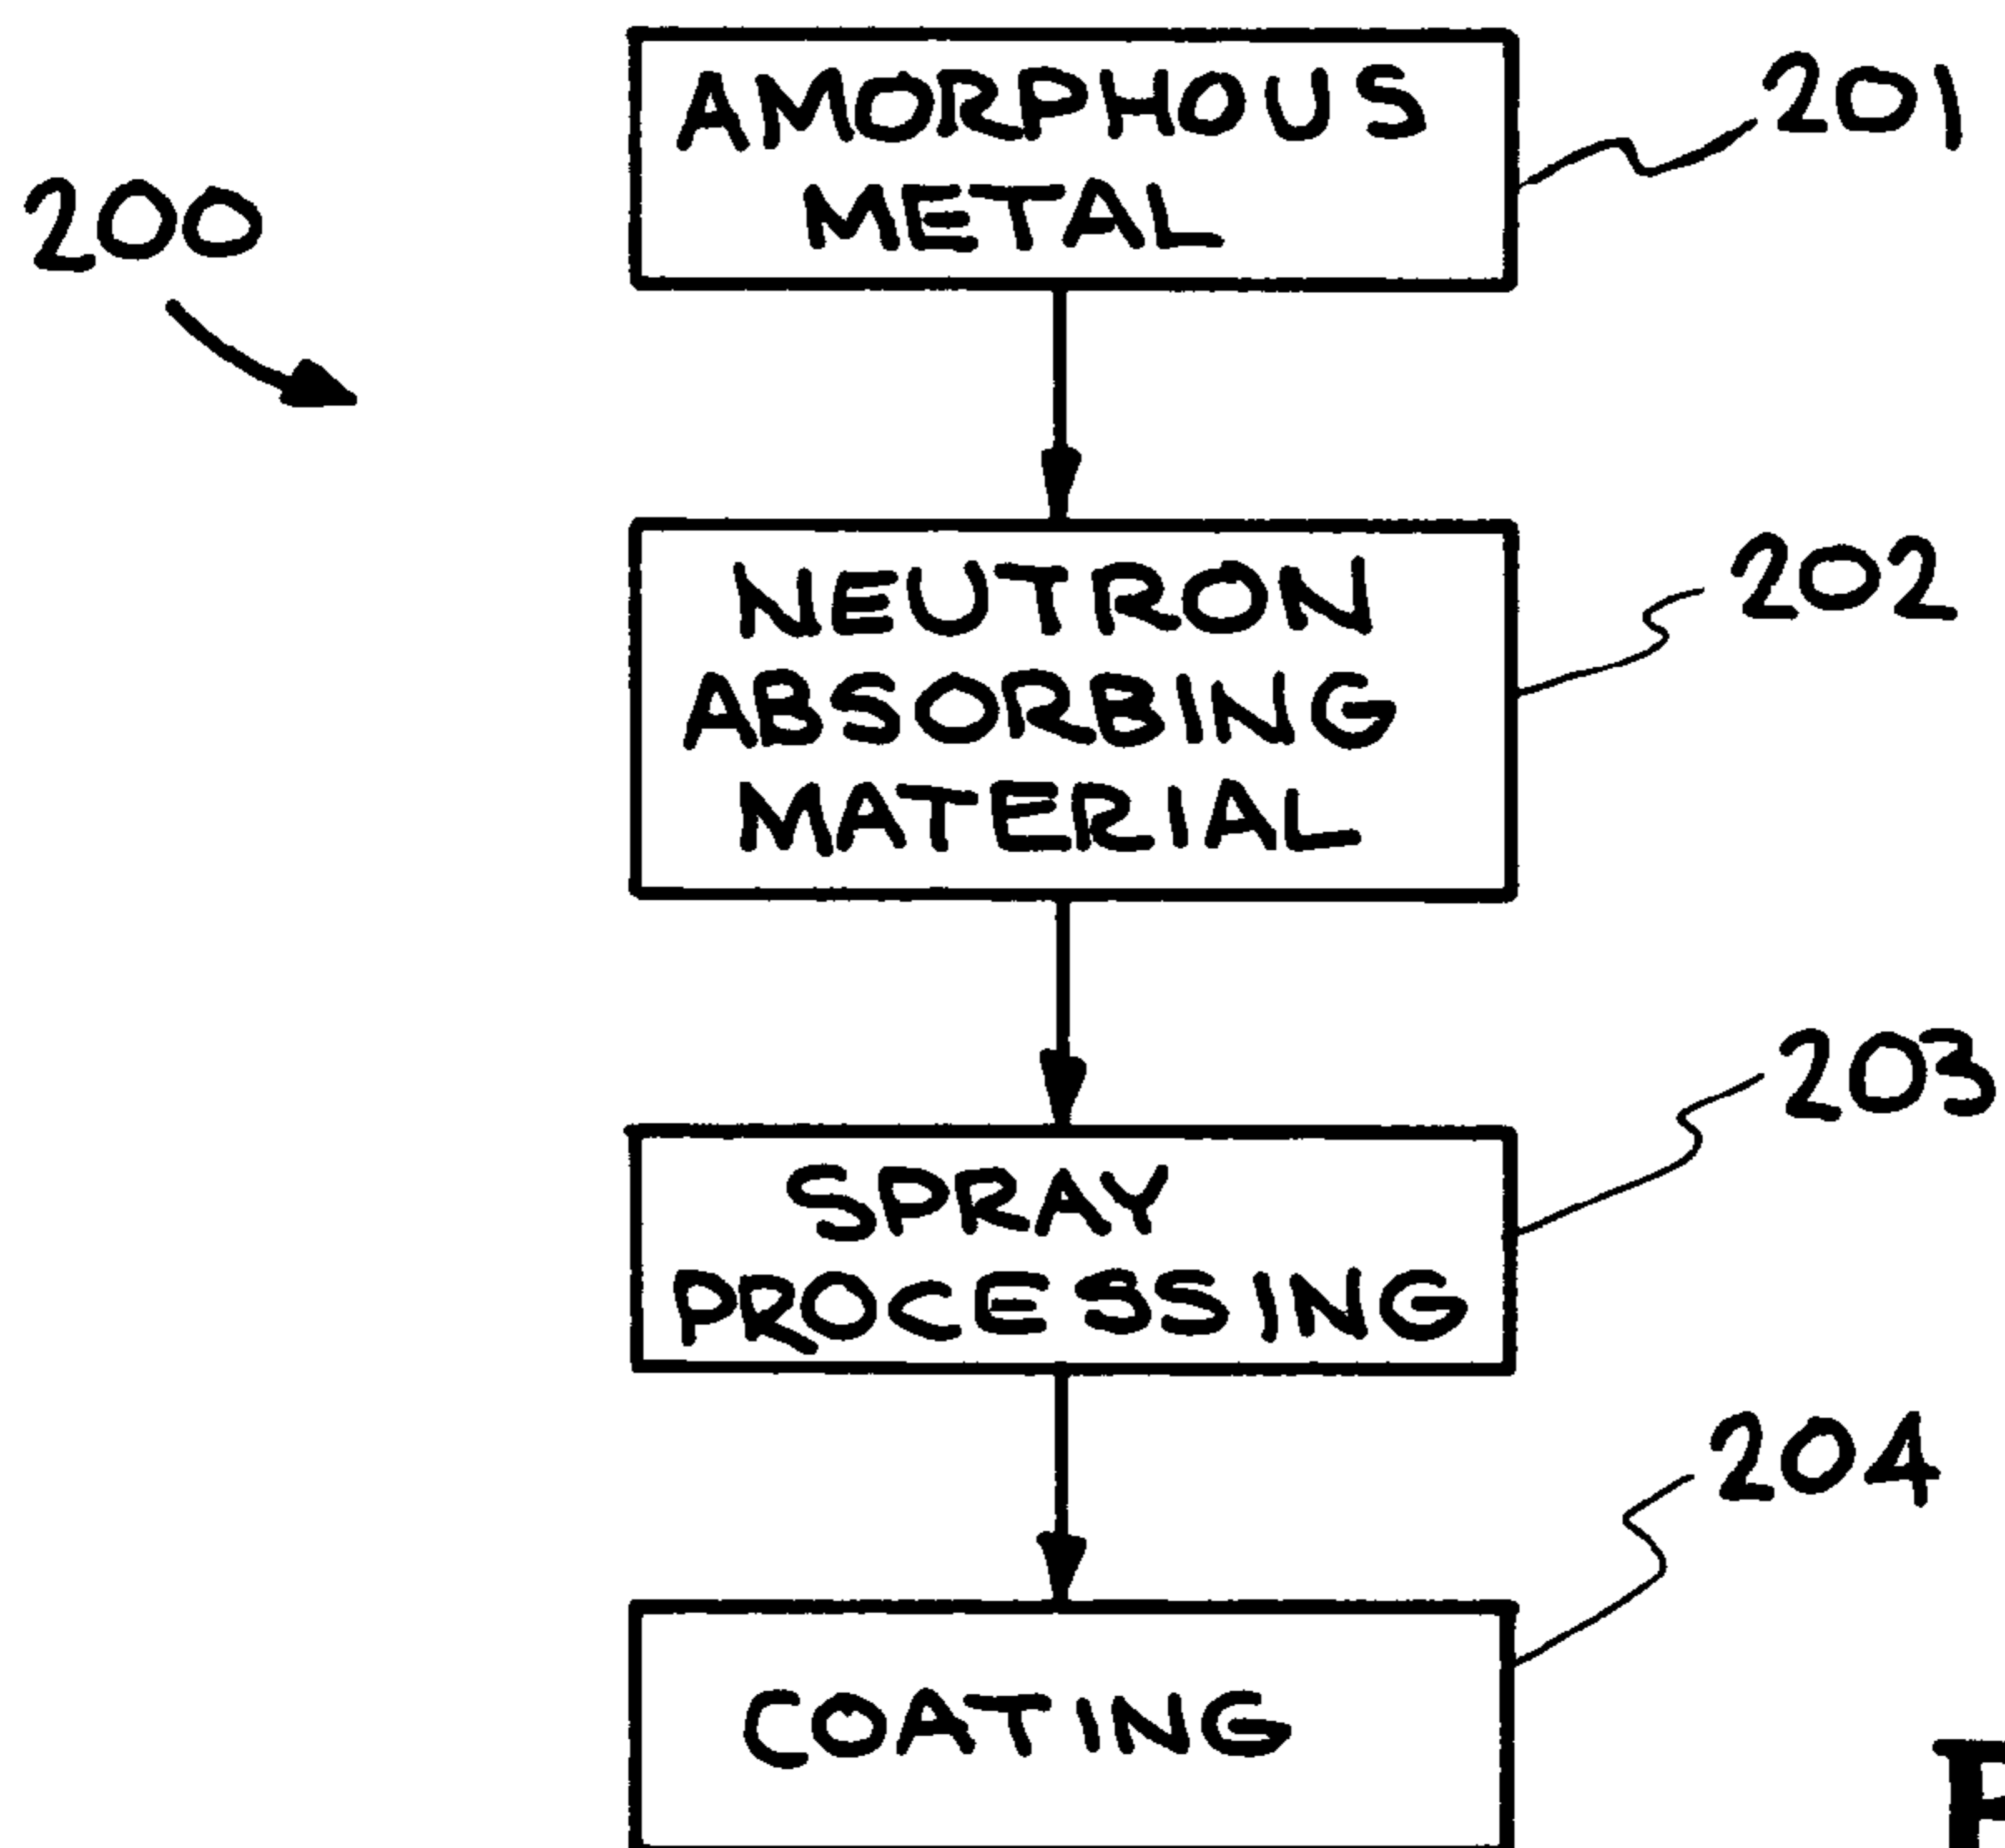 AMORPHOUS
METAL
201
200
NEUTRON
ABSORBING
MATERIAL
202
203
SPRAY
PROCESSING
204
COATING